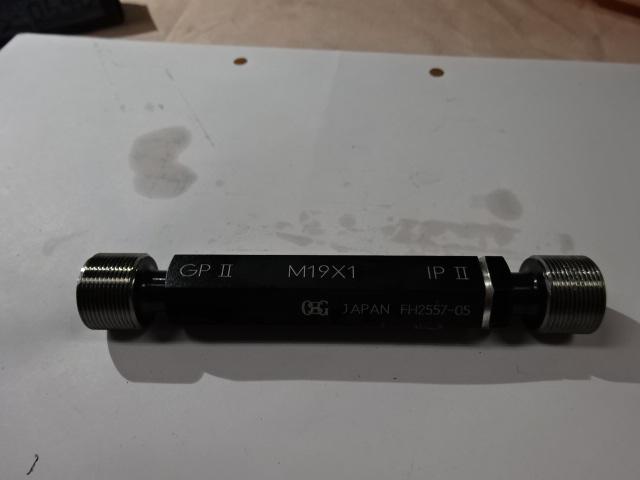 GP II M19X1 IP II
OSG JAPAN FH2557-05